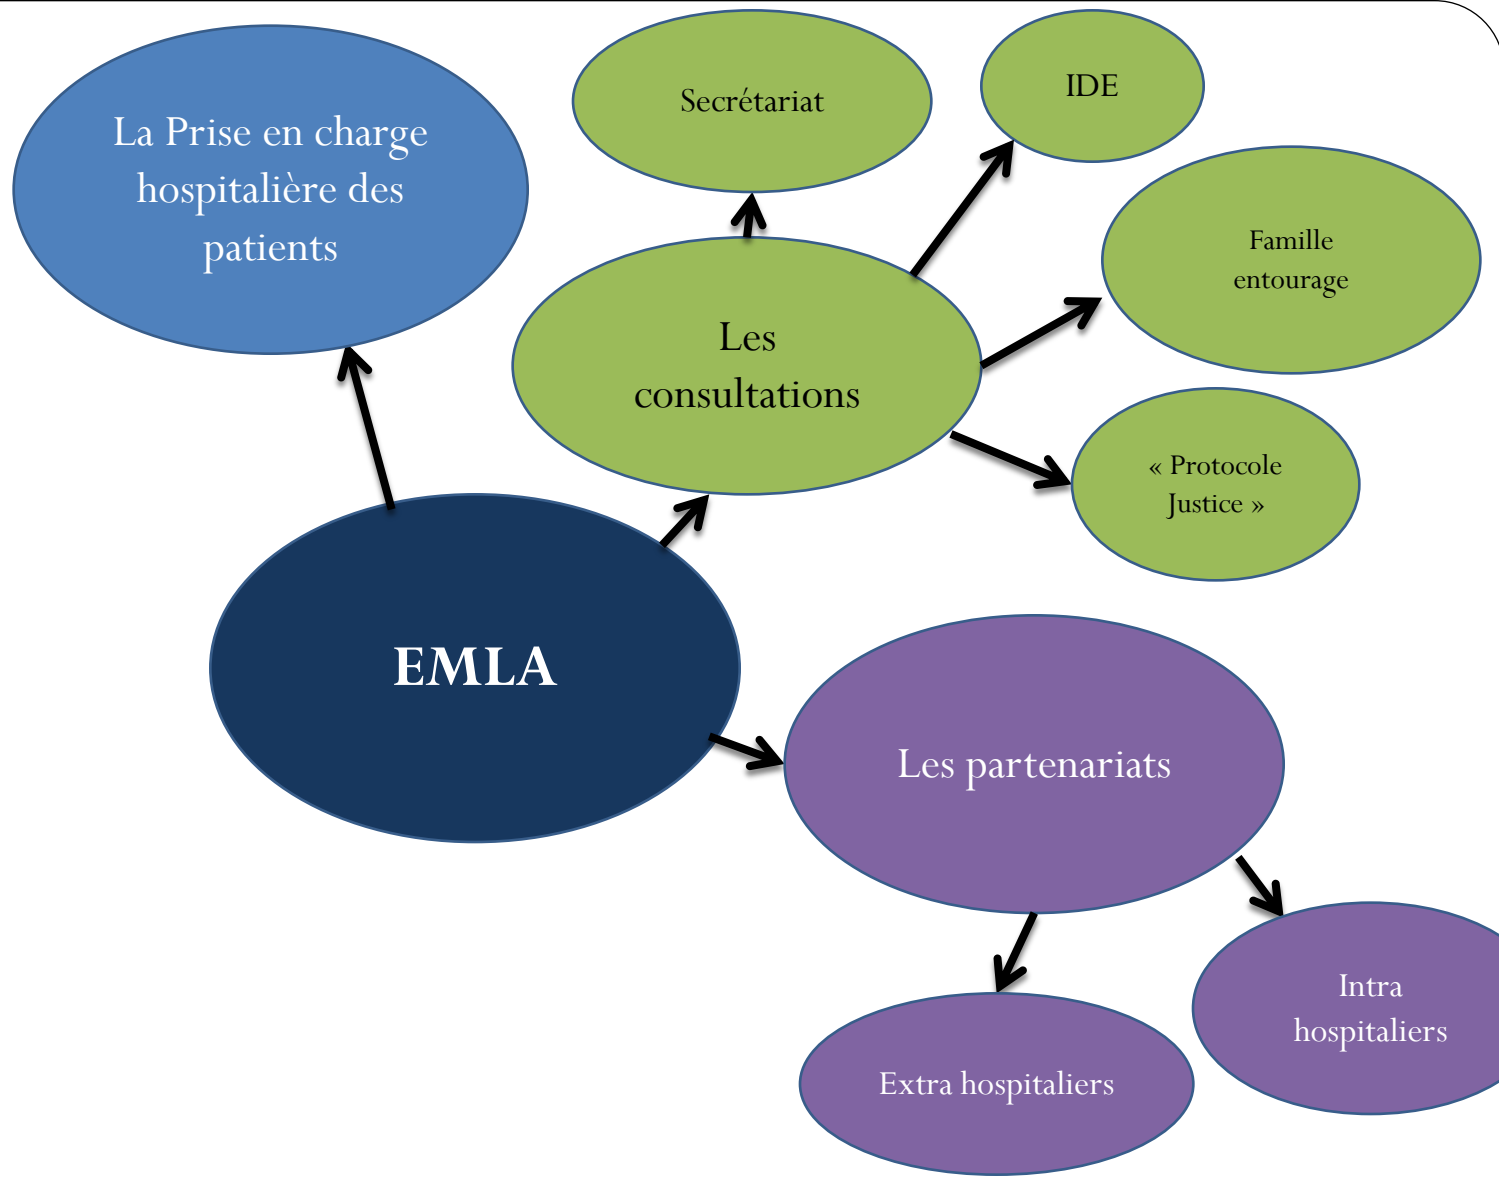 La Prise en charge
hospitalière des
patients
Secrétariat
IDE
Famille
entourage
Les
consultations
« Protocole
Justice »
EMLA
Les partenariats
Intra
hospitaliers
Extra hospitaliers